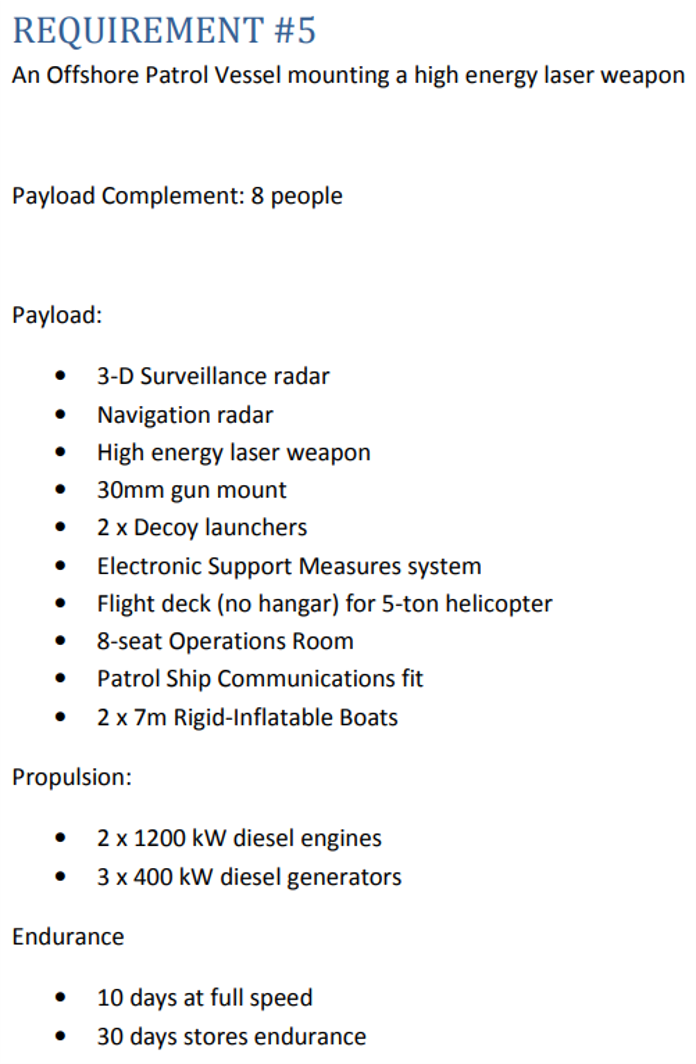 REQUIREMENT #5
An Offshore Patrol Vessel mounting a high energy laser weapon
Payload Complement: 8 people
Payload:
• 3-D Surveillance radar
• Navigation radar
• High energy laser weapon
• 30mm gun mount
• 2 x Decoy launchers
• Electronic Support Measures system
• Flight deck (no hangar) for 5-ton helicopter
• 8-seat Operations Room
• Patrol Ship Communications fit
• 2 x 7m Rigid-Inflatable Boats
Propulsion:
• 2 x 1200 kW diesel engines
• 3 x 400 kW diesel generators
Endurance
• 10 days at full speed
• 30 days stores endurance